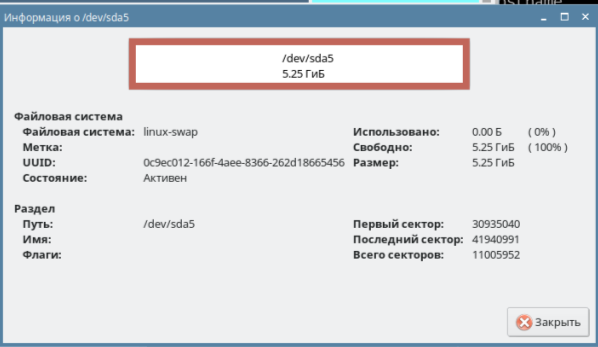 Информация о /dev/sda5
/dev/sda5
5.25 ГиБ
Файловая система
Файловая система: linux-swap Использовано: 0.00 Б ( 0% )
Метка: Свободно: 5.25 ГиБ ( 100% )
UUID: 0c9ec012-166f-4aee-8366-262d18665456 Размер: 5.25 ГиБ
Состояние: Активен
Раздел
Путь: /dev/sda5 Первый сектор: 30935040
Имя: Последний сектор: 41940991
Флаги: Всего секторов: 11005952
Закрыть